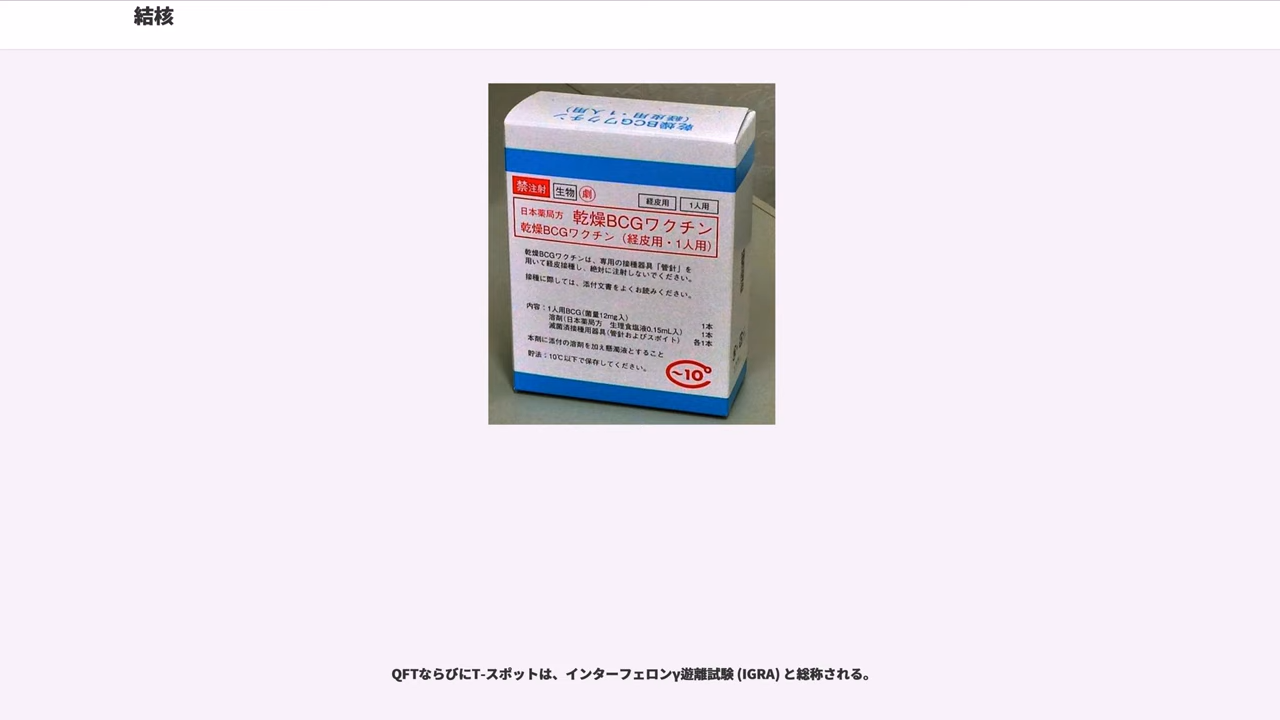 結核
乾燥BCGワクチン
(経皮用・1人用)
禁注射 生物 劇 経皮用 1人用
日本薬局方 乾燥BCGワクチン
乾燥BCGワクチン(経皮用・1人用)
乾燥BCGワクチンは、専用の接種器具「管針」を
用いて経皮接種し、絶対に注射しないでください。
接種に際しては、添付文書をよくお読みください。
内容:1人用BCG(菌量12mg入) 1本
溶剤(日本薬局方 生理食塩液0.15mL入) 1本
滅菌済接種用器具(管針およびスポイト) 各1本
本剤に添付の溶剤を加え懸濁液とすること
貯法:10℃以下で保存してください。
~10°
QFTならびにT-スポットは、インターフェロンγ遊離試験 (IGRA) と総称される。